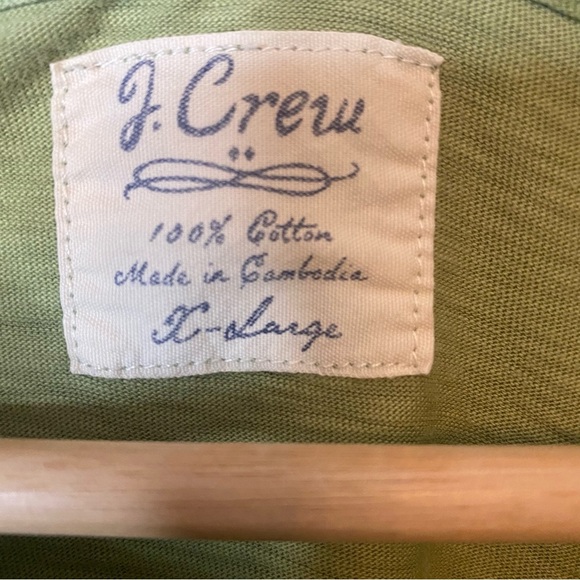 J. Crew
100% Cotton
Made in Cambodia
X-Large